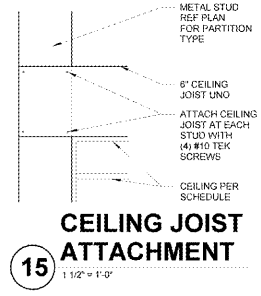 METAL STUD
REF PLAN
FOR PARTITION
TYPE
6" CEILING
JOIST UNO
ATTACH CEILING
JOIST AT EACH
STUD WITH
(4) #10 TEK
SCREWS
CEILING PER
SCHEDULE
CEILING JOIST
ATTACHMENT
15
1 1/2" = 1'-0"